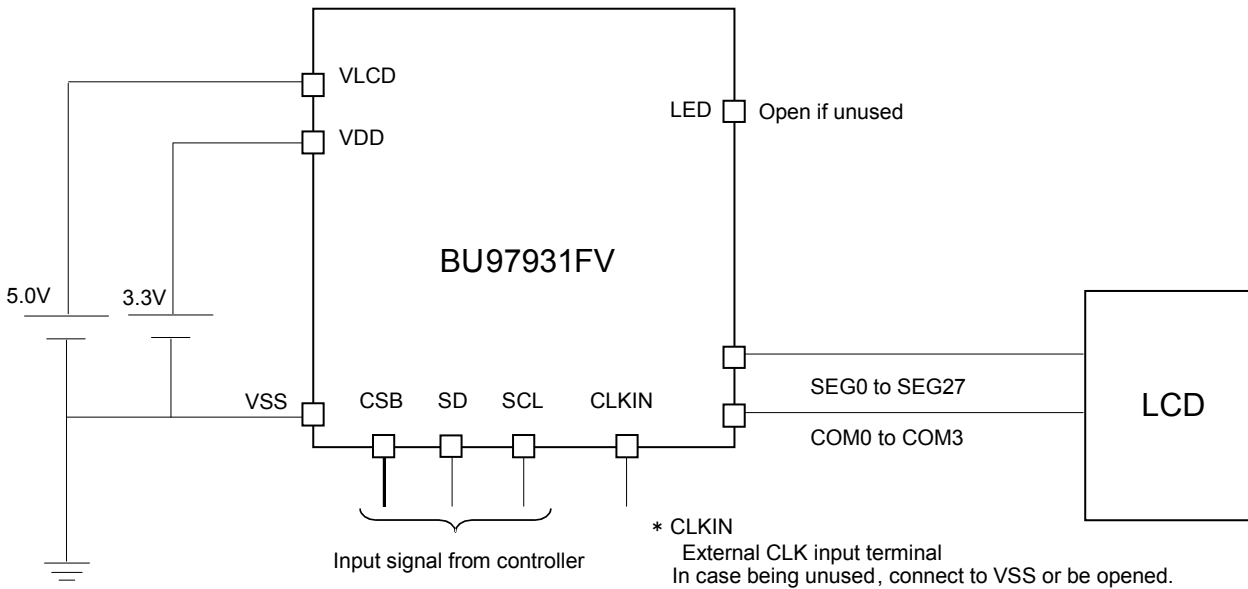 VLCD
LED
Open if unused
VDD
BU97931FV
5.0V
3.3V
SEG0 to SEG27
LCD
VSS
CSB
SD
SCL
CLKIN
COM0 to COM3
* CLKIN
Input signal from controller
External CLK input terminal
In case being unused, connect to VSS or be opened.